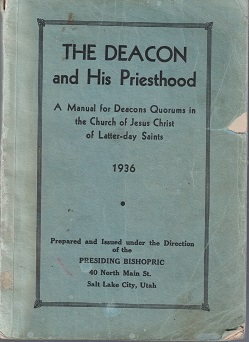 THE DEACON
and His Priesthood
A Manual for Deacons Quorums in
the Church of Jesus Christ
of Latter-day Saints
1936
Prepared and Issued under the Direction
of the
PRESIDING BISHOPRIC
40 North Main St.
Salt Lake City, Utah